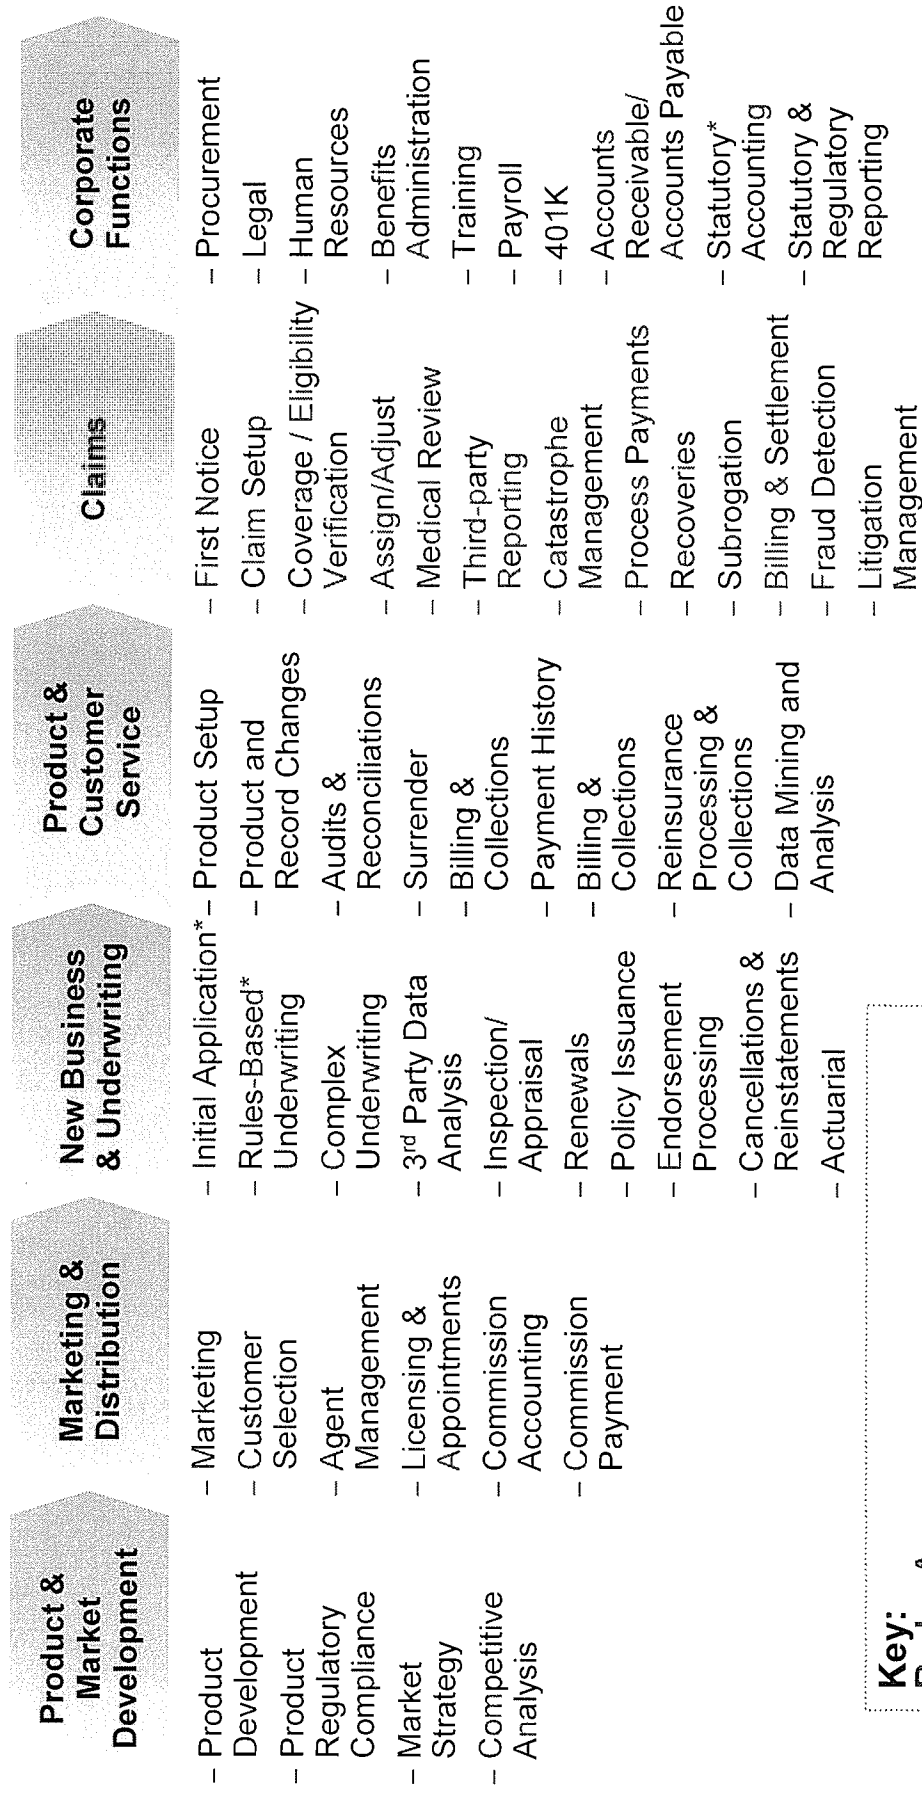 Product &
Market
Development
– Product
Development
– Product
Regulatory
Compliance
– Market
Strategy
– Competitive
Analysis
Marketing &
Distribution
– Marketing
– Customer
Selection
– Agent
Management
– Licensing &
Appointments
– Commission
Accounting
– Commission
Payment
New Business
& Underwriting
– Initial Application*
– Rules-Based*
Underwriting
– Complex
Underwriting
– 3rd Party Data
Analysis
– Inspection/
Appraisal
– Renewals
– Policy Issuance
– Endorsement
Processing
– Cancellations &
Reinstatements
– Actuarial
Product &
Customer
Service
– Product Setup
– Product and
Record Changes
– Audits &
Reconciliations
– Surrender
– Billing &
Collections
– Payment History
– Billing &
Collections
– Reinsurance
Processing &
Collections
– Data Mining and
Analysis
Claims
– First Notice
– Claim Setup
– Coverage / Eligibility
Verification
– Assign/Adjust
– Medical Review
– Third-party
Reporting
– Catastrophe
Management
– Process Payments
– Recoveries
– Subrogation
– Billing & Settlement
– Fraud Detection
– Litigation
Management
Corporate
Functions
– Procurement
– Legal
– Human
Resources
– Benefits
Administration
– Training
– Payroll
– 401K
– Accounts
Receivable/
Accounts Payable
– Statutory*
Accounting
– Statutory &
Regulatory
Reporting
Key: